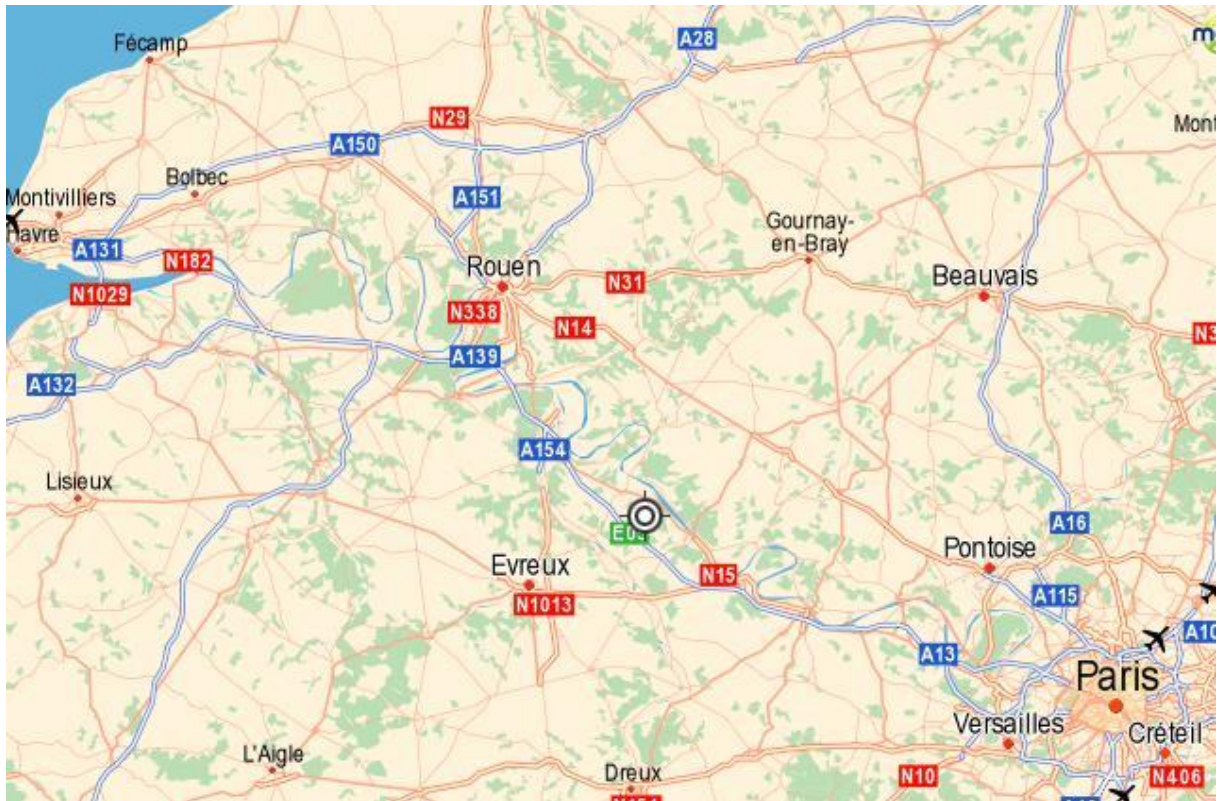 Fécamp
A28
N29
A150
Mont
Bolbec
Montivilliers
A151
Havre
A131
N182
Gournay-
en-Bray
Rouen
N31
Beauvais
N1029
N338
N14
A139
A132
A154
Lisieux
A16
Pontoise
Evreux
N15
N1013
A115
A13
Paris
Versailles
Créteil
L'Aigle
Dreux
N10
N406